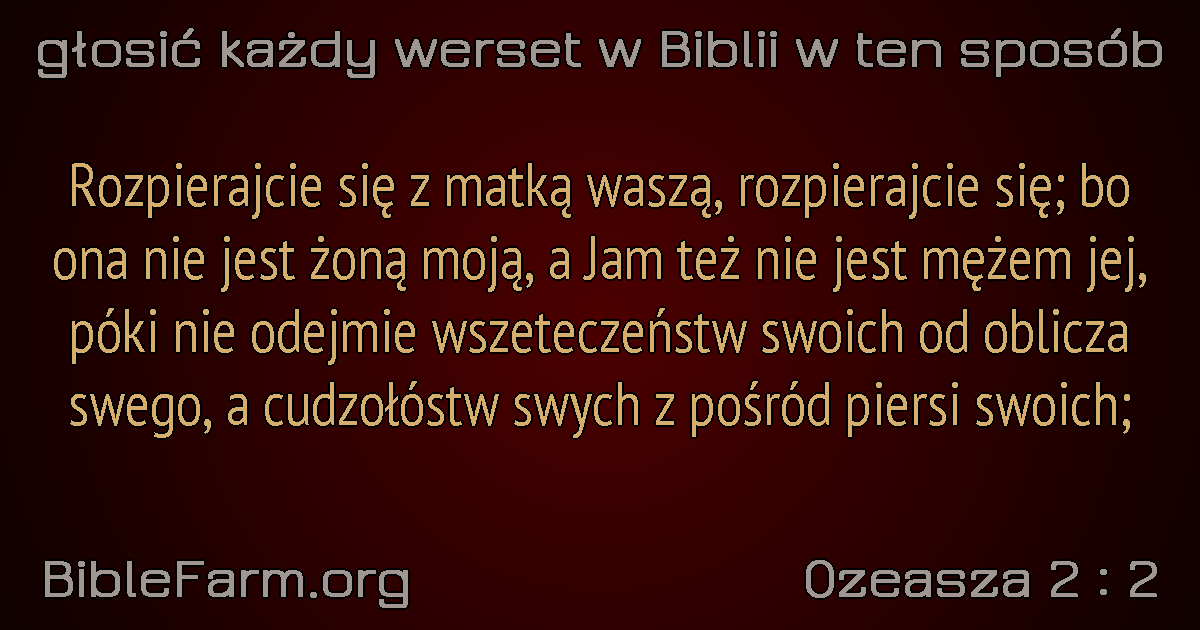 głosić każdy werset w Biblii w ten sposób
Rozpierajcie się z matką waszą, rozpierajcie się; bo
ona nie jest żoną moją, a Jam też nie jest mężem jej,
póki nie odejmie wszeteczeństw swoich od oblicza
swego, a cudzołóstw swych z pośród piersi swoich;
BibleFarm.org
Ozeasza 2 : 2